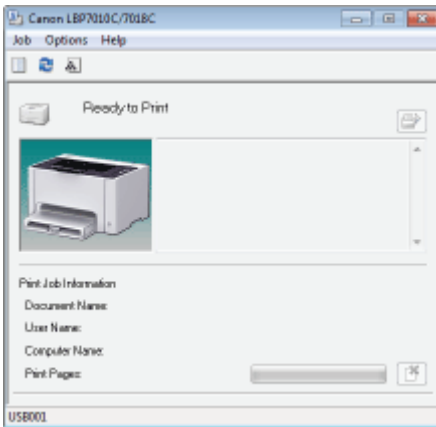 Canon LBP7010C/7018C
Job Options Help
Ready to Print
Print Job Information
Document Name:
User Name:
Computer Name:
Print Pages:
USB001